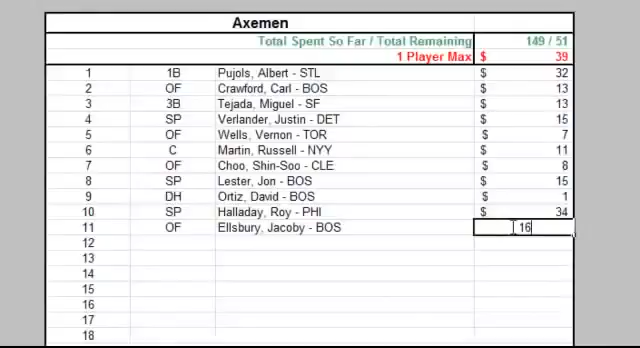 Axemen
Total Spent So Far / Total Remaining 149 / 51
1 Player Max $ 39
1 1B Pujols, Albert - STL $ 32
2 OF Crawford, Carl - BOS $ 13
3 3B Tejada, Miguel - SF $ 13
4 SP Verlander, Justin - DET $ 15
5 OF Wells, Vernon - TOR $ 7
6 C Martin, Russell - NYY $ 11
7 OF Choo, Shin-Soo - CLE $ 8
8 SP Lester, Jon - BOS $ 15
9 DH Ortiz, David - BOS $ 1
10 SP Halladay, Roy - PHI $ 34
11 OF Ellsbury, Jacoby - BOS 16
12
13
14
15
16
17
18